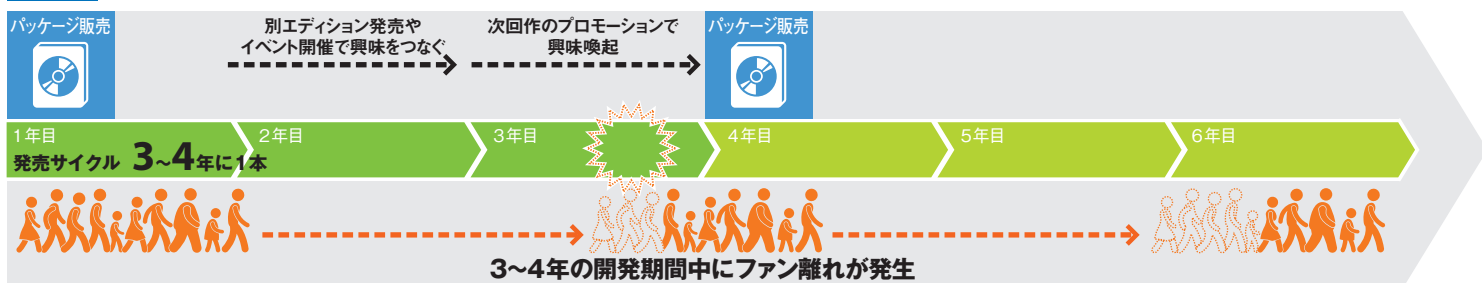 パッケージ販売
別エディション発売や
イベント開催で興味をつなぐ
次回作のプロモーションで
興味喚起
パッケージ販売
1年目
2年目
3年目
4年目
5年目
6年目
発売サイクル 3~4年に1本
3~4年の開発期間中にファン離れが発生